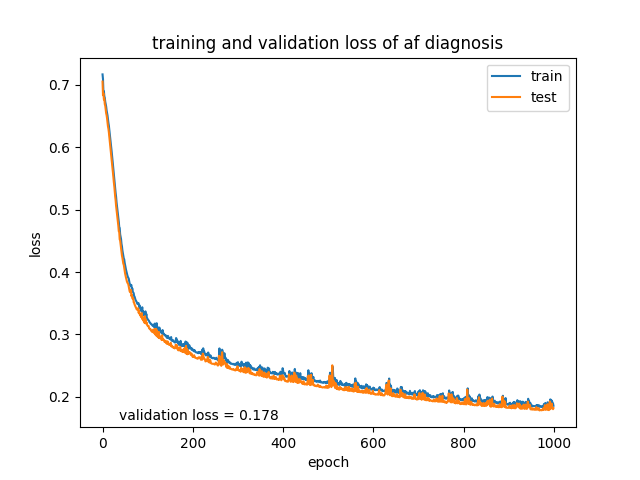 training and validation loss of af diagnosis
train
test
0.7
0.6
0.5
0.4
0.3
0.2
loss
validation loss = 0.178
0 200 400 600 800 1000
epoch